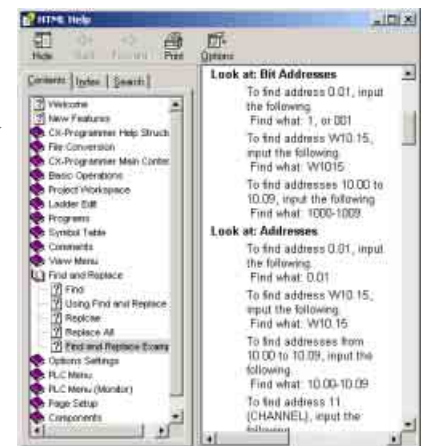 HTML Help
Hide
Back
Forward
Print
Options
Contents
Index
Search
Welcome
New Features
CX-Programmer Help Struct
File Conversion
CX-Programmer Main Conter
Basic Operations
Project Workspace
Ladder Edit
Programs
Symbol Table
Comments
View Menu
Find and Replace
Find
Using Find and Replace
Replcae
Replace All
Find and Replace Examp
Options Settings
PLC Menu
PLC Menu (Monitor)
Page Setup
Components
Look at: Bit Addresses
To find address 0.01, input
the following.
Find what: 1, or 001
To find address W10.15,
input the following.
Find what: W1015
To find addresses 10.00 to
10.09, input the following
Find what: 1000-1009.
Look at: Addresses
To find address 0.01, input
the following.
Find what: 0.01
To find address W10.15,
input the following.
Find what: W10.15
To find addresses from
10.00 to 10.09, input the
following.
Find what: 10.00-10.09
To find address 11
(CHANNEL), input the
following